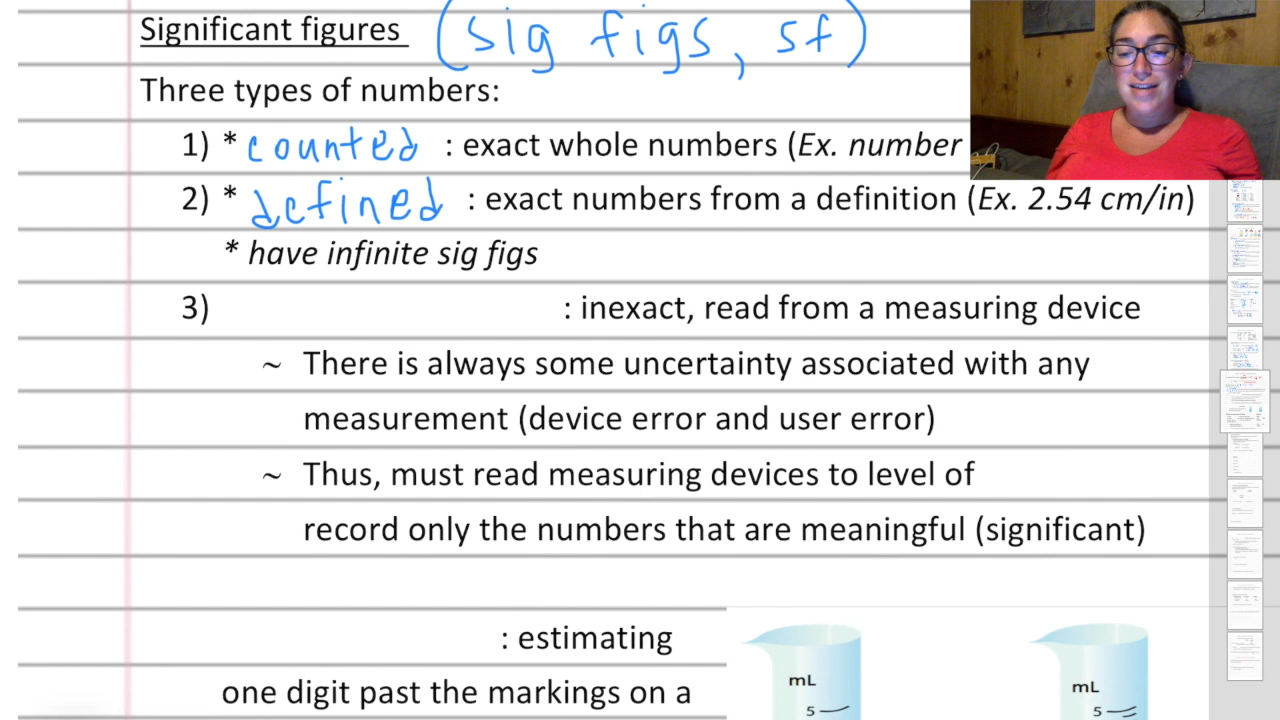 Significant figures (sig figs, sf)
Three types of numbers:
1) * counted : exact whole numbers (Ex. number
2) * defined : exact numbers from a definition (Ex. 2.54 cm/in)
* have infinite sig figs
3) : inexact, read from a measuring device
~ There is always some uncertainty associated with any
measurement (device error and user error)
~ Thus, must read measuring devices to level of
record only the numbers that are meaningful (significant)
: estimating
one digit past the markings on a
mL
5
mL
5